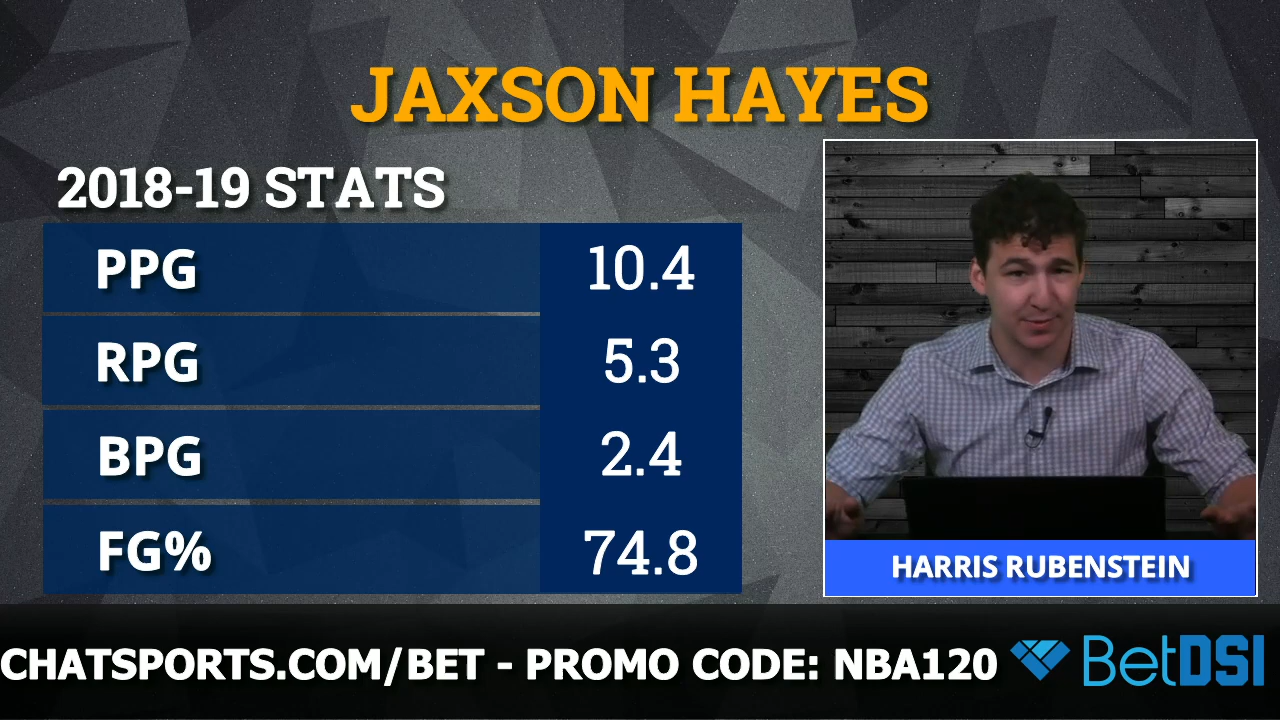 JAXSON HAYES
2018-19 STATS
PPG 10.4
RPG 5.3
BPG 2.4
FG% 74.8
HARRIS RUBENSTEIN
CHATSPORTS.COM/BET - PROMO CODE: NBA120 BetDSI